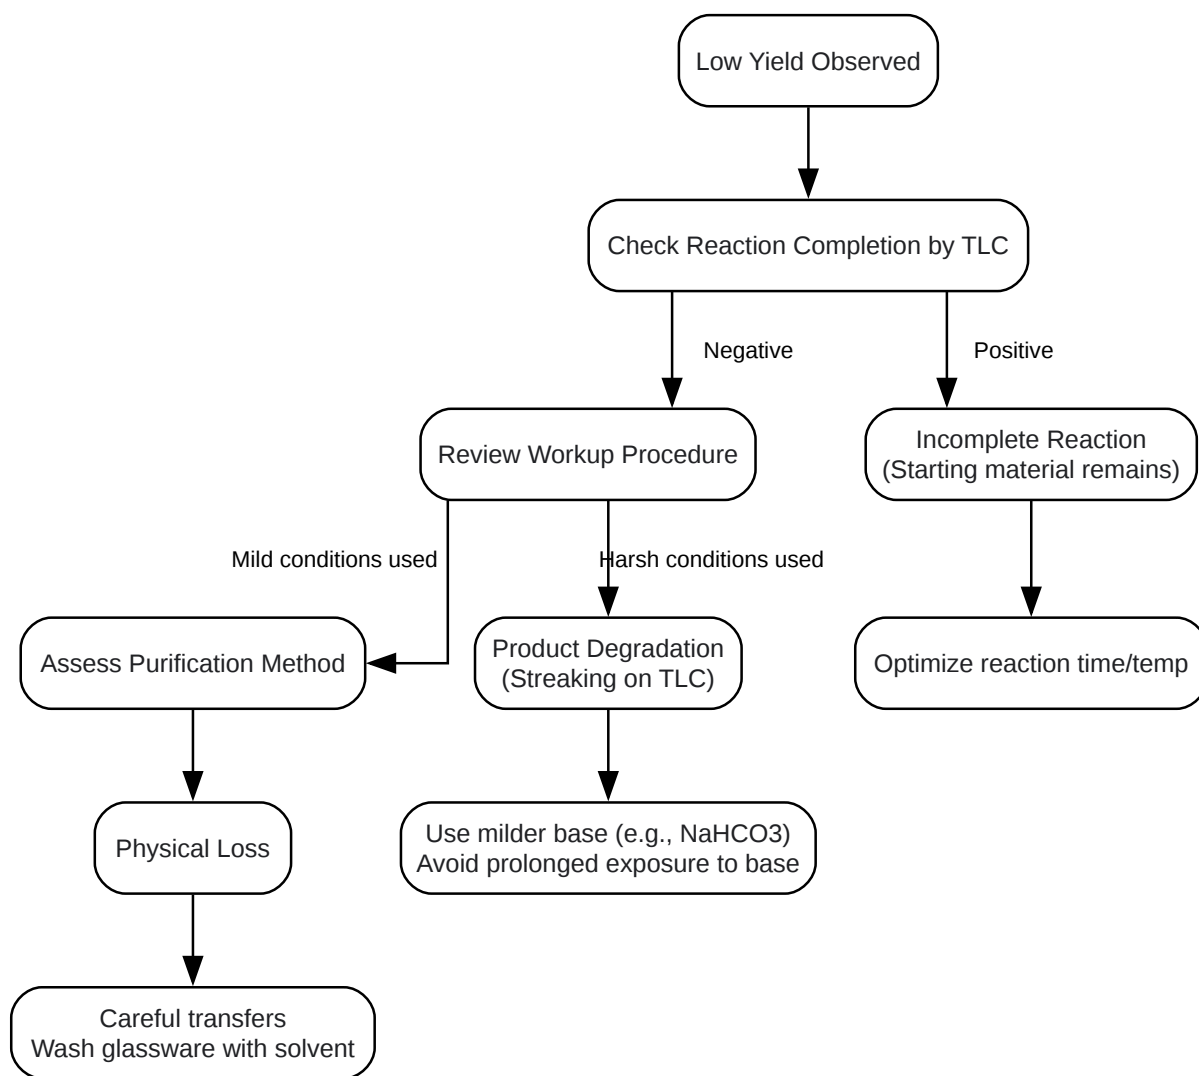 Low Yield Observed
Check Reaction Completion by TLC
Negative
Positive
Review Workup Procedure
Incomplete Reaction
(Starting material remains)
Mild conditions used
Harsh conditions used
Assess Purification Method
Product Degradation
(Streaking on TLC)
Optimize reaction time/temp
Physical Loss
Use milder base (e.g., NaHCO3)
Avoid prolonged exposure to base
Careful transfers
Wash glassware with solvent